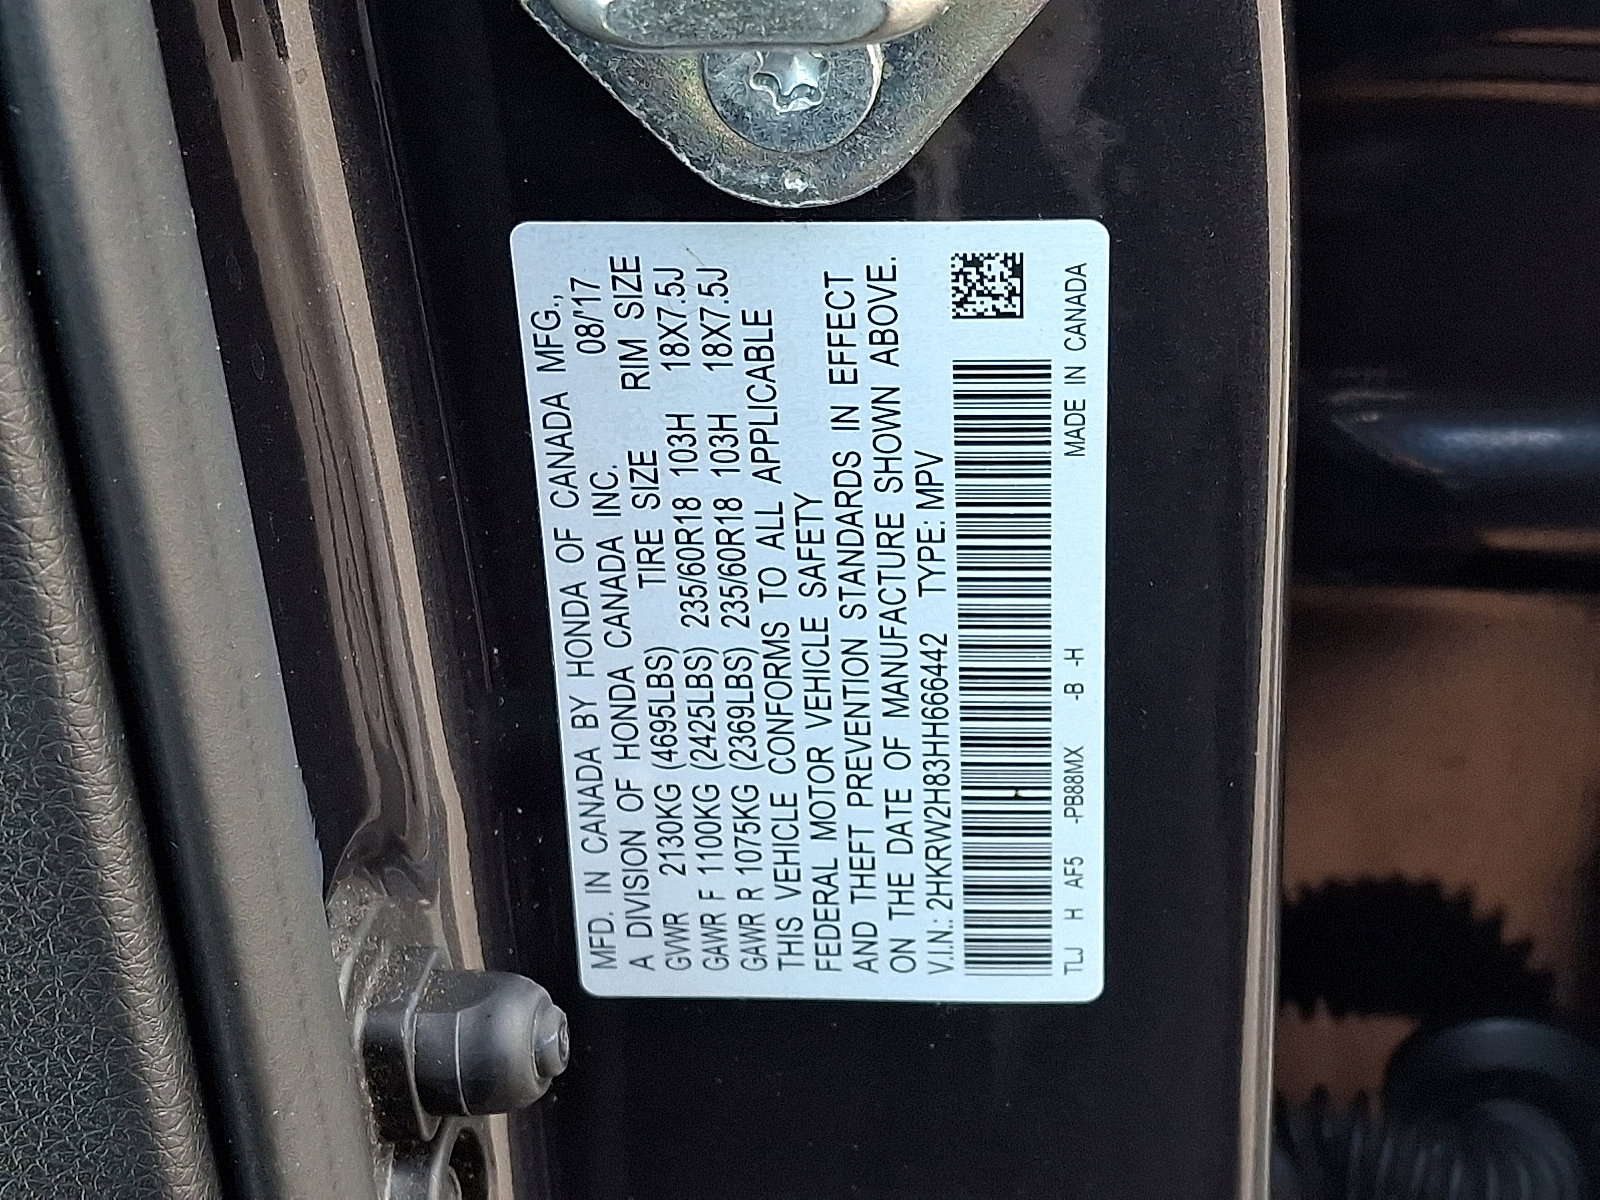 MFD. IN CANADA BY HONDA OF CANADA MFG.,
A DIVISION OF HONDA CANADA INC. 08/'17
TIRE SIZE RIM SIZE
GVWR 2130KG (4695LBS)
GAWR F 1100KG (2425LBS) 235/60R18 103H 18X7.5J
GAWR R 1075KG (2369LBS) 235/60R18 103H 18X7.5J
THIS VEHICLE CONFORMS TO ALL APPLICABLE
FEDERAL MOTOR VEHICLE SAFETY
AND THEFT PREVENTION STANDARDS IN EFFECT
ON THE DATE OF MANUFACTURE SHOWN ABOVE.
V.I.N.: 2HKRW2H83HH666442 TYPE: MPV
TLJ H AF5 -PB88MX -B -H MADE IN CANADA